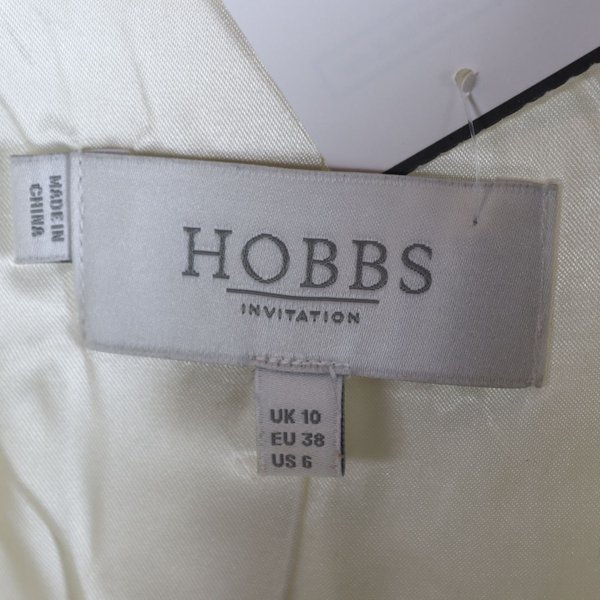 MADE IN
CHINA
HOBBS
INVITATION
UK 10
EU 38
US 6